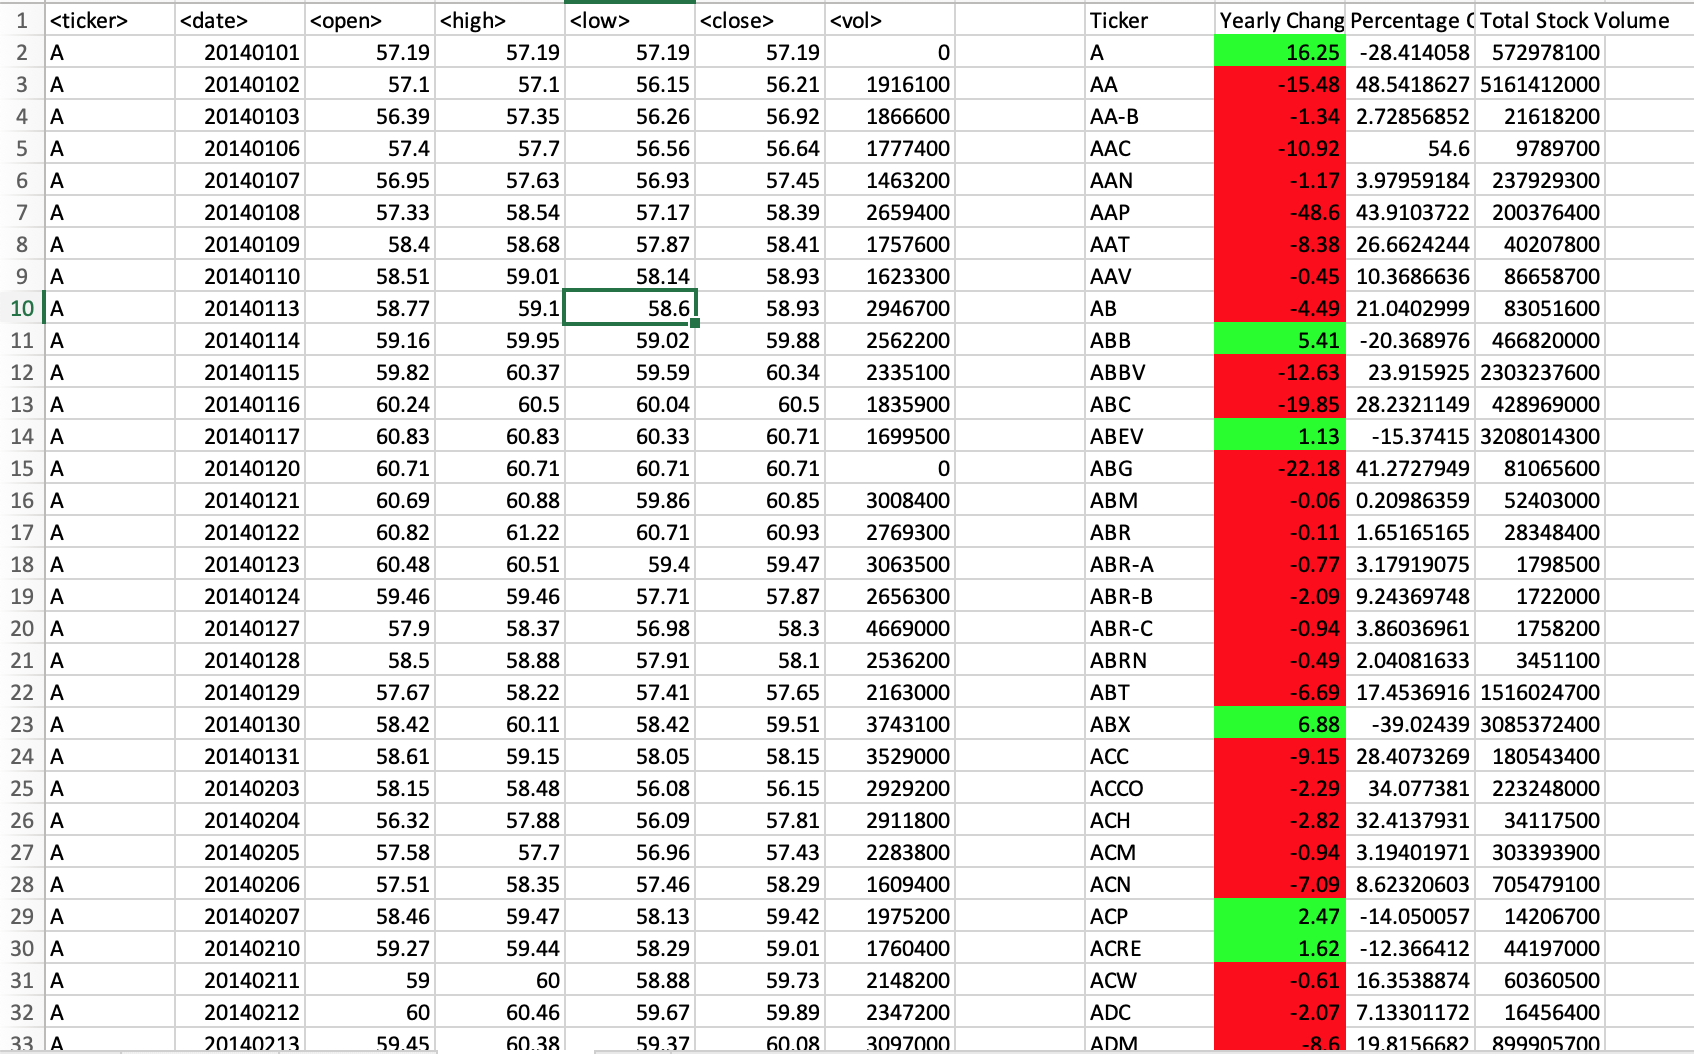 1 <ticker> <date> <open> <high> <low> <close> <vol> Ticker Yearly Chang Percentage C Total Stock Volume
2 A 20140101 57.19 57.19 57.19 57.19 0 A 16.25 -28.414058 572978100
3 A 20140102 57.1 57.1 56.15 56.21 1916100 AA -15.48 48.5418627 5161412000
4 A 20140103 56.39 57.35 56.26 56.92 1866600 AA-B -1.34 2.72856852 21618200
5 A 20140106 57.4 57.7 56.56 56.64 1777400 AAC -10.92 54.6 9789700
6 A 20140107 56.95 57.63 56.93 57.45 1463200 AAN -1.17 3.97959184 237929300
7 A 20140108 57.33 58.54 57.17 58.39 2659400 AAP -48.6 43.9103722 200376400
8 A 20140109 58.4 58.68 57.87 58.41 1757600 AAT -8.38 26.6624244 40207800
9 A 20140110 58.51 59.01 58.14 58.93 1623300 AAV -0.45 10.3686636 86658700
10 A 20140113 58.77 59.1 58.6 58.93 2946700 AB -4.49 21.0402999 83051600
11 A 20140114 59.16 59.95 59.02 59.88 2562200 ABB 5.41 -20.368976 466820000
12 A 20140115 59.82 60.37 59.59 60.34 2335100 ABBV -12.63 23.915925 2303237600
13 A 20140116 60.24 60.5 60.04 60.5 1835900 ABC -19.85 28.2321149 428969000
14 A 20140117 60.83 60.83 60.33 60.71 1699500 ABEV 1.13 -15.37415 3208014300
15 A 20140120 60.71 60.71 60.71 60.71 0 ABG -22.18 41.2727949 81065600
16 A 20140121 60.69 60.88 59.86 60.85 3008400 ABM -0.06 0.20986359 52403000
17 A 20140122 60.82 61.22 60.71 60.93 2769300 ABR -0.11 1.65165165 28348400
18 A 20140123 60.48 60.51 59.4 59.47 3063500 ABR-A -0.77 3.17919075 1798500
19 A 20140124 59.46 59.46 57.71 57.87 2656300 ABR-B -2.09 9.24369748 1722000
20 A 20140127 57.9 58.37 56.98 58.3 4669000 ABR-C -0.94 3.86036961 1758200
21 A 20140128 58.5 58.88 57.91 58.1 2536200 ABRN -0.49 2.04081633 3451100
22 A 20140129 57.67 58.22 57.41 57.65 2163000 ABT -6.69 17.4536916 1516024700
23 A 20140130 58.42 60.11 58.42 59.51 3743100 ABX 6.88 -39.02439 3085372400
24 A 20140131 58.61 59.15 58.05 58.15 3529000 ACC -9.15 28.4073269 180543400
25 A 20140203 58.15 58.48 56.08 56.15 2929200 ACCO -2.29 34.077381 223248000
26 A 20140204 56.32 57.88 56.09 57.81 2911800 ACH -2.82 32.4137931 34117500
27 A 20140205 57.58 57.7 56.96 57.43 2283800 ACM -0.94 3.19401971 303393900
28 A 20140206 57.51 58.35 57.46 58.29 1609400 ACN -7.09 8.62320603 705479100
29 A 20140207 58.46 59.47 58.13 59.42 1975200 ACP 2.47 -14.050057 14206700
30 A 20140210 59.27 59.44 58.29 59.01 1760400 ACRE 1.62 -12.366412 44197000
31 A 20140211 59 60 58.88 59.73 2148200 ACW -0.61 16.3538874 60360500
32 A 20140212 60 60.46 59.67 59.89 2347200 ADC -2.07 7.13301172 16456400
33 A 20140213 59.45 60.38 59.37 60.08 3097000 ADM -8.6 19.8156682 899905700